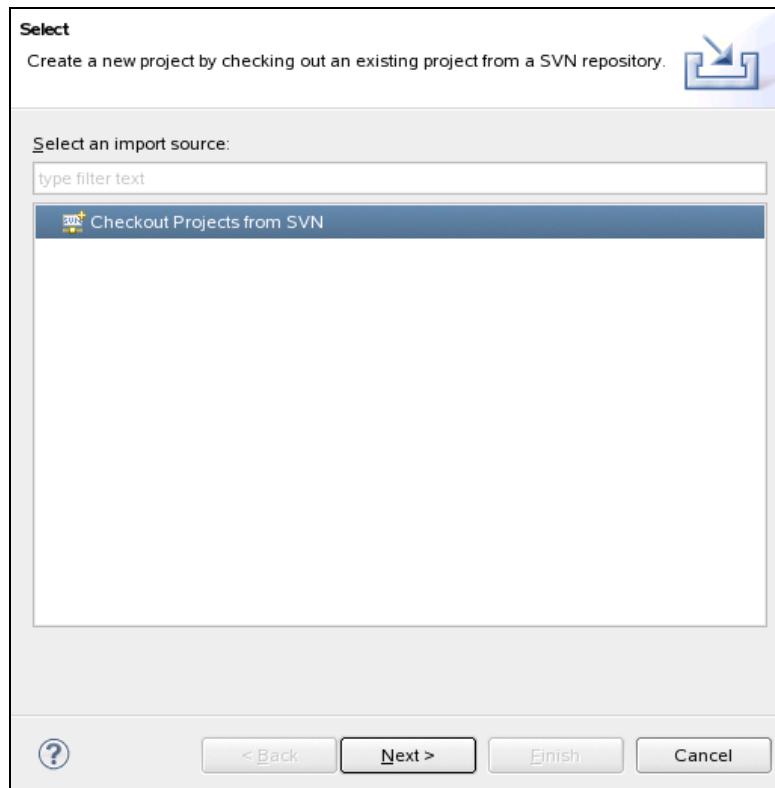 Select
Create a new project by checking out an existing project from a SVN repository.
Select an import source:
type filter text
SVN Checkout Projects from SVN
? < Back Next > Finish Cancel